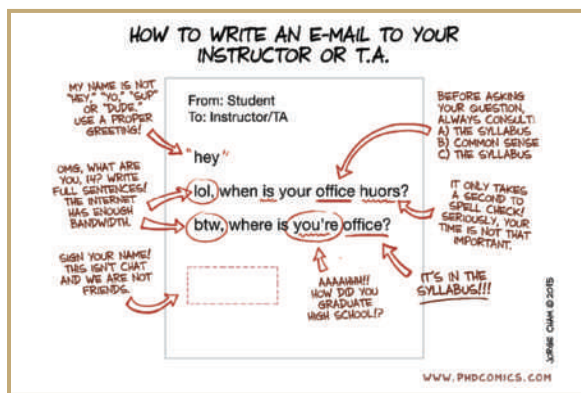 HOW TO WRITE AN E-MAIL TO YOUR
INSTRUCTOR OR T.A.
MY NAME IS NOT
"HEY," "YO," "SUP"
OR "DUDE."
USE A PROPER
GREETING!
From: Student
To: Instructor/TA
BEFORE ASKING
YOUR QUESTION,
ALWAYS CONSULT:
A) THE SYLLABUS
B) COMMON SENSE
C) THE SYLLABUS
"hey"
OMG, WHAT ARE
YOU, 14? WRITE
FULL SENTENCES!
THE INTERNET
HAS ENOUGH
BANDWIDTH.
lol, when is your office huors?
btw, where is you're office?
IT ONLY TAKES
A SECOND TO
SPELL CHECK!
SERIOUSLY, YOUR
TIME IS NOT THAT
IMPORTANT.
SIGN YOUR NAME!
THIS ISN'T CHAT
AND WE ARE NOT
FRIENDS.
AAAAHHH!!
HOW DID YOU
GRADUATE
HIGH SCHOOL!?
IT'S IN THE
SYLLABUS!!!
JORGE CHAM © 2015
WWW.PHDCOMICS.COM